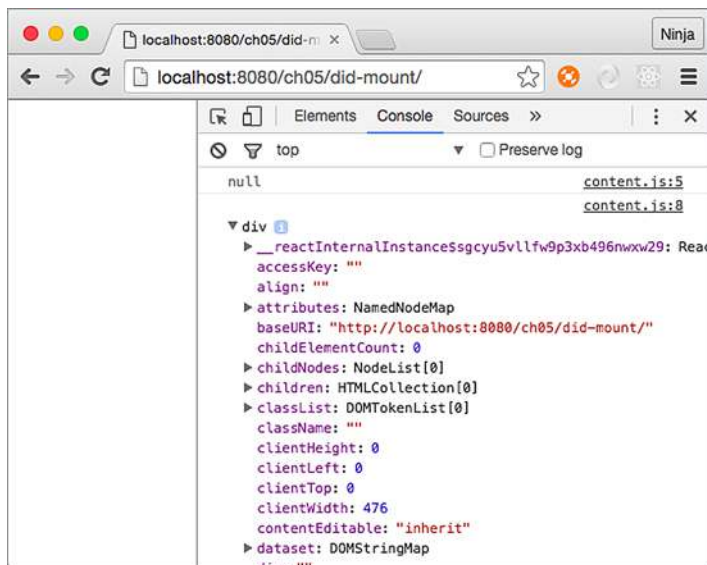 localhost:8080/ch05/did-m
Ninja
localhost:8080/ch05/did-mount/
Elements Console Sources »
top Preserve log
null content.js:5
content.js:8
div i
__reactInternalInstance$sgcyu5vllfw9p3xb496nwxw29: Reac
accessKey: ""
align: ""
attributes: NamedNodeMap
baseURI: "http://localhost:8080/ch05/did-mount/"
childElementCount: 0
childNodes: NodeList[0]
children: HTMLCollection[0]
classList: DOMTokenList[0]
className: ""
clientHeight: 0
clientLeft: 0
clientTop: 0
clientWidth: 476
contentEditable: "inherit"
dataset: DOMStringMap